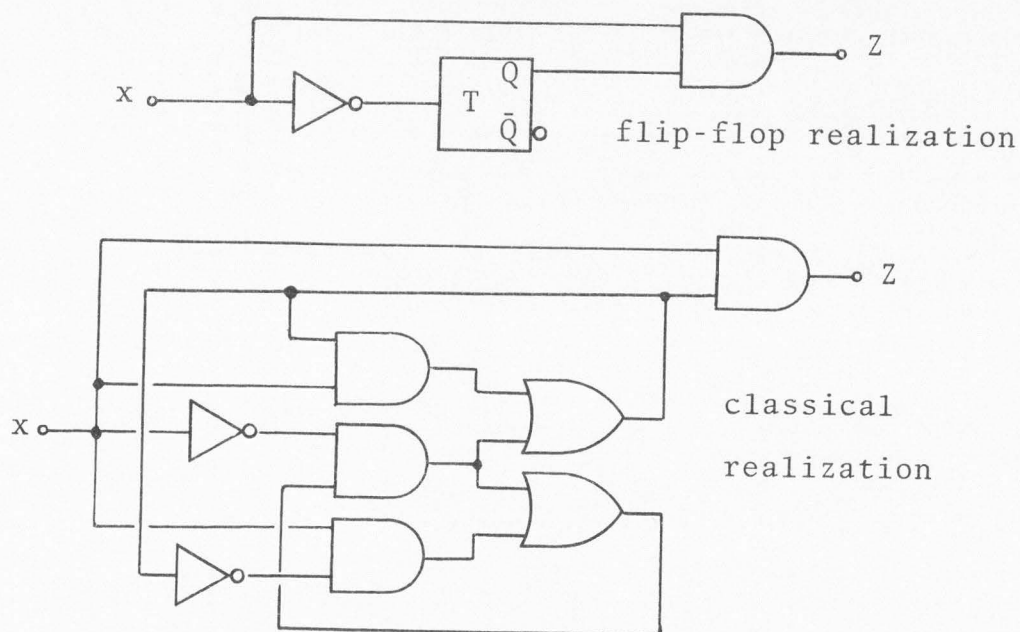 x
T
Q
Q̄
Z
flip-flop realization
x
Z
classical
realization